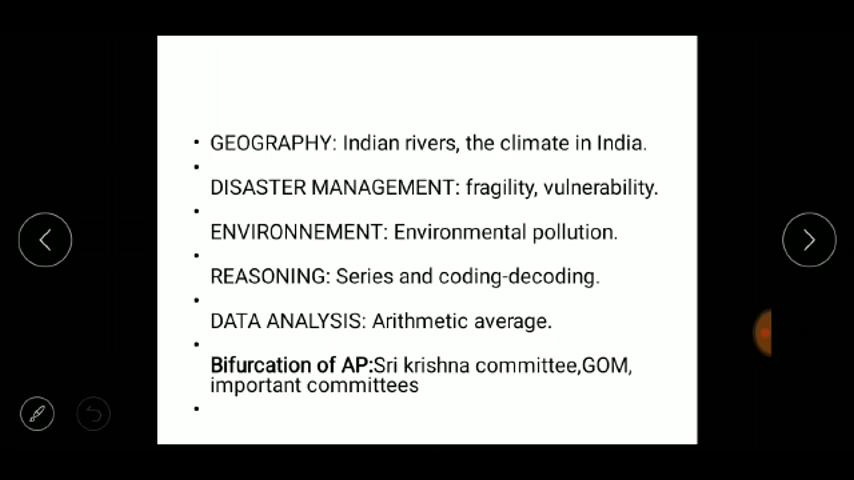 • GEOGRAPHY: Indian rivers, the climate in India.
•
DISASTER MANAGEMENT: fragility, vulnerability.
•
ENVIRONNEMENT: Environmental pollution.
•
REASONING: Series and coding-decoding.
•
DATA ANALYSIS: Arithmetic average.
•
Bifurcation of AP:Sri krishna committee,GOM,
important committees
•